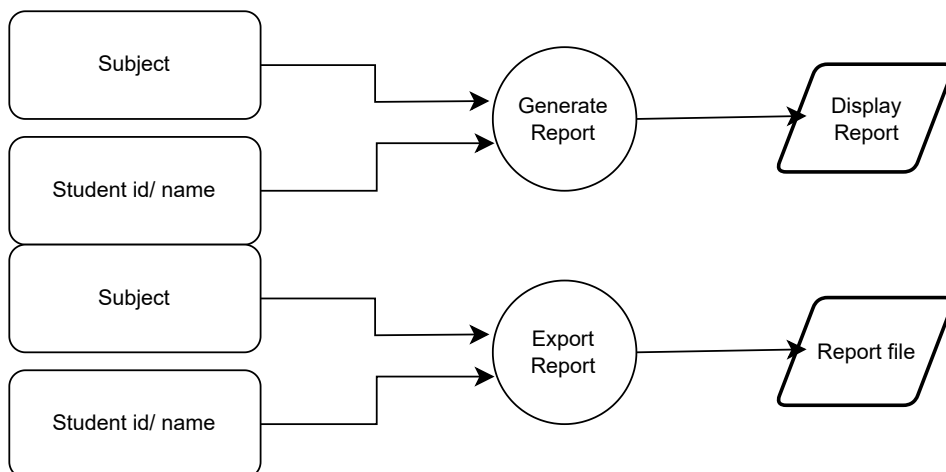 Subject
Generate
Report
Display
Report
Student id/ name
Subject
Export
Report
Report file
Student id/ name